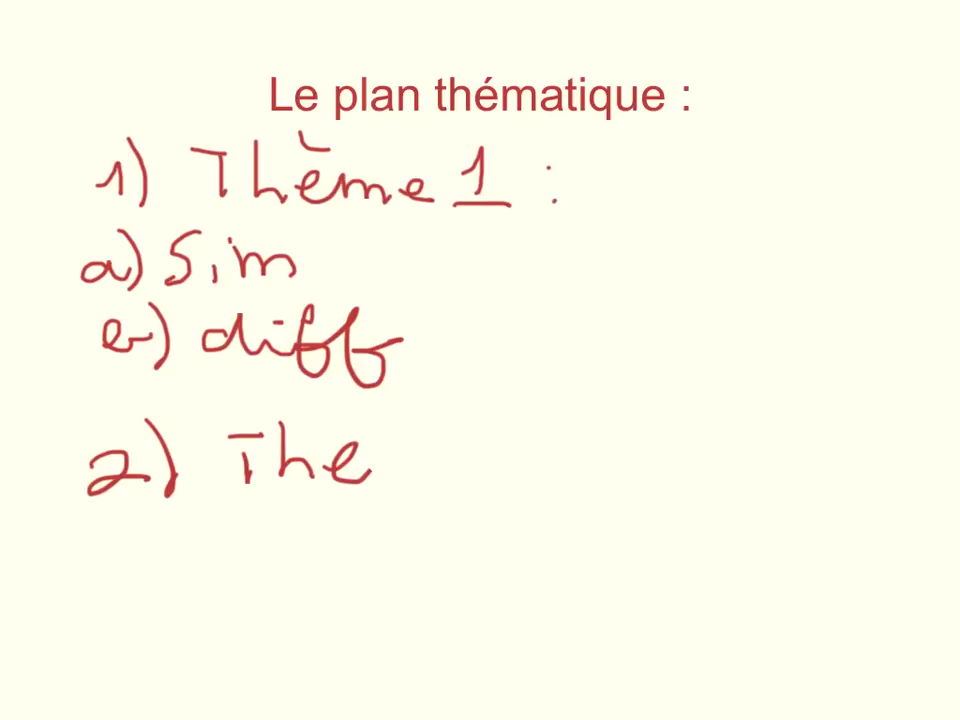 Le plan thématique :
1) Thème 1 :
a) Sim
b) diff
2) The